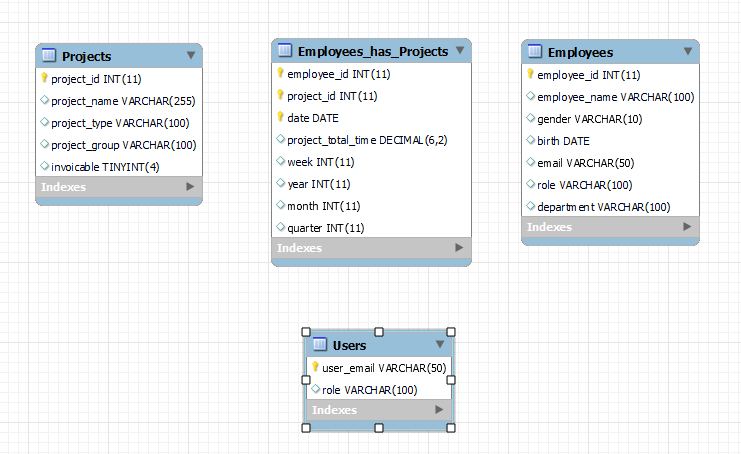 Projects
project_id INT(11)
project_name VARCHAR(255)
project_type VARCHAR(100)
project_group VARCHAR(100)
invoicable TINYINT(4)
Indexes
Employees_has_Projects
employee_id INT(11)
project_id INT(11)
date DATE
project_total_time DECIMAL(6,2)
week INT(11)
year INT(11)
month INT(11)
quarter INT(11)
Indexes
Employees
employee_id INT(11)
employee_name VARCHAR(100)
gender VARCHAR(10)
birth DATE
email VARCHAR(50)
role VARCHAR(100)
department VARCHAR(100)
Indexes
Users
user_email VARCHAR(50)
role VARCHAR(100)
Indexes